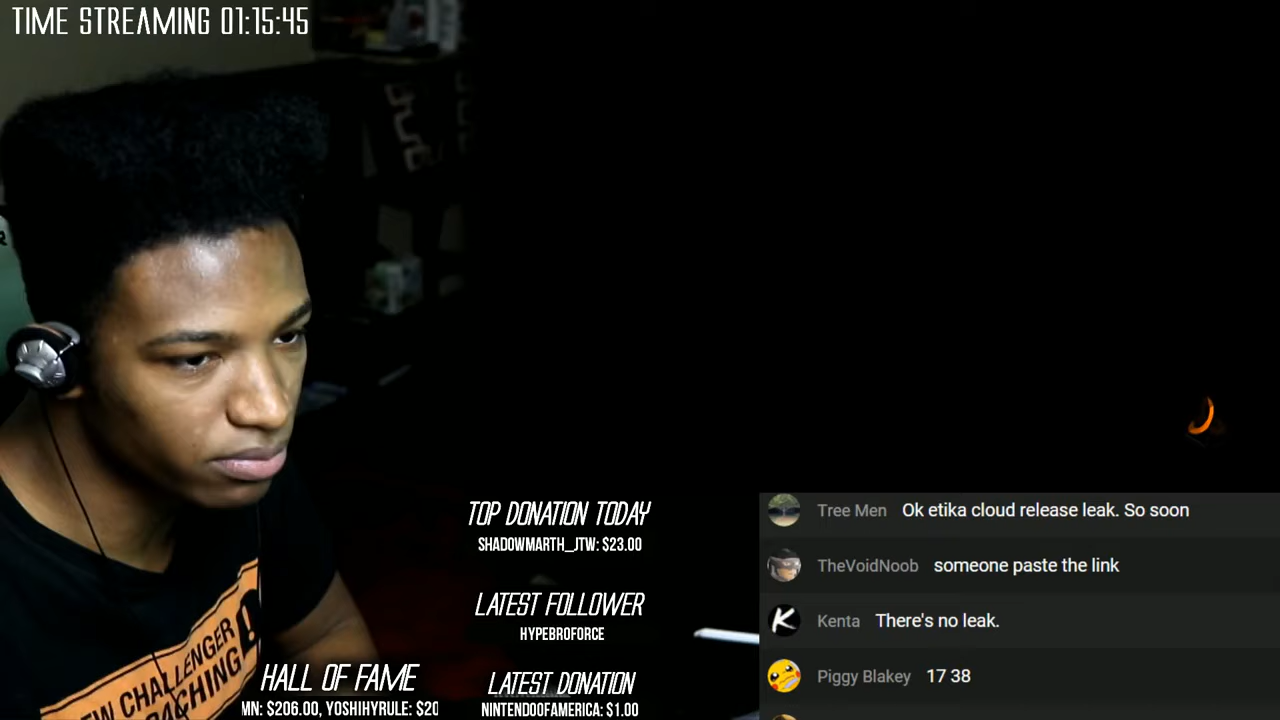 TIME STREAMING 01:15:45
TOP DONATION TODAY
SHADOWMARTH_JTW: $23.00
LATEST FOLLOWER
HYPEBROFORCE
HALL OF FAME
MN: $206.00, YOSHIHYRULE: $20
LATEST DONATION
NINTENDOOFAMERICA: $1.00
Tree Men Ok etika cloud release leak. So soon
TheVoidNoob someone paste the link
Kenta There's no leak.
Piggy Blakey 17 38
CHALLENGER